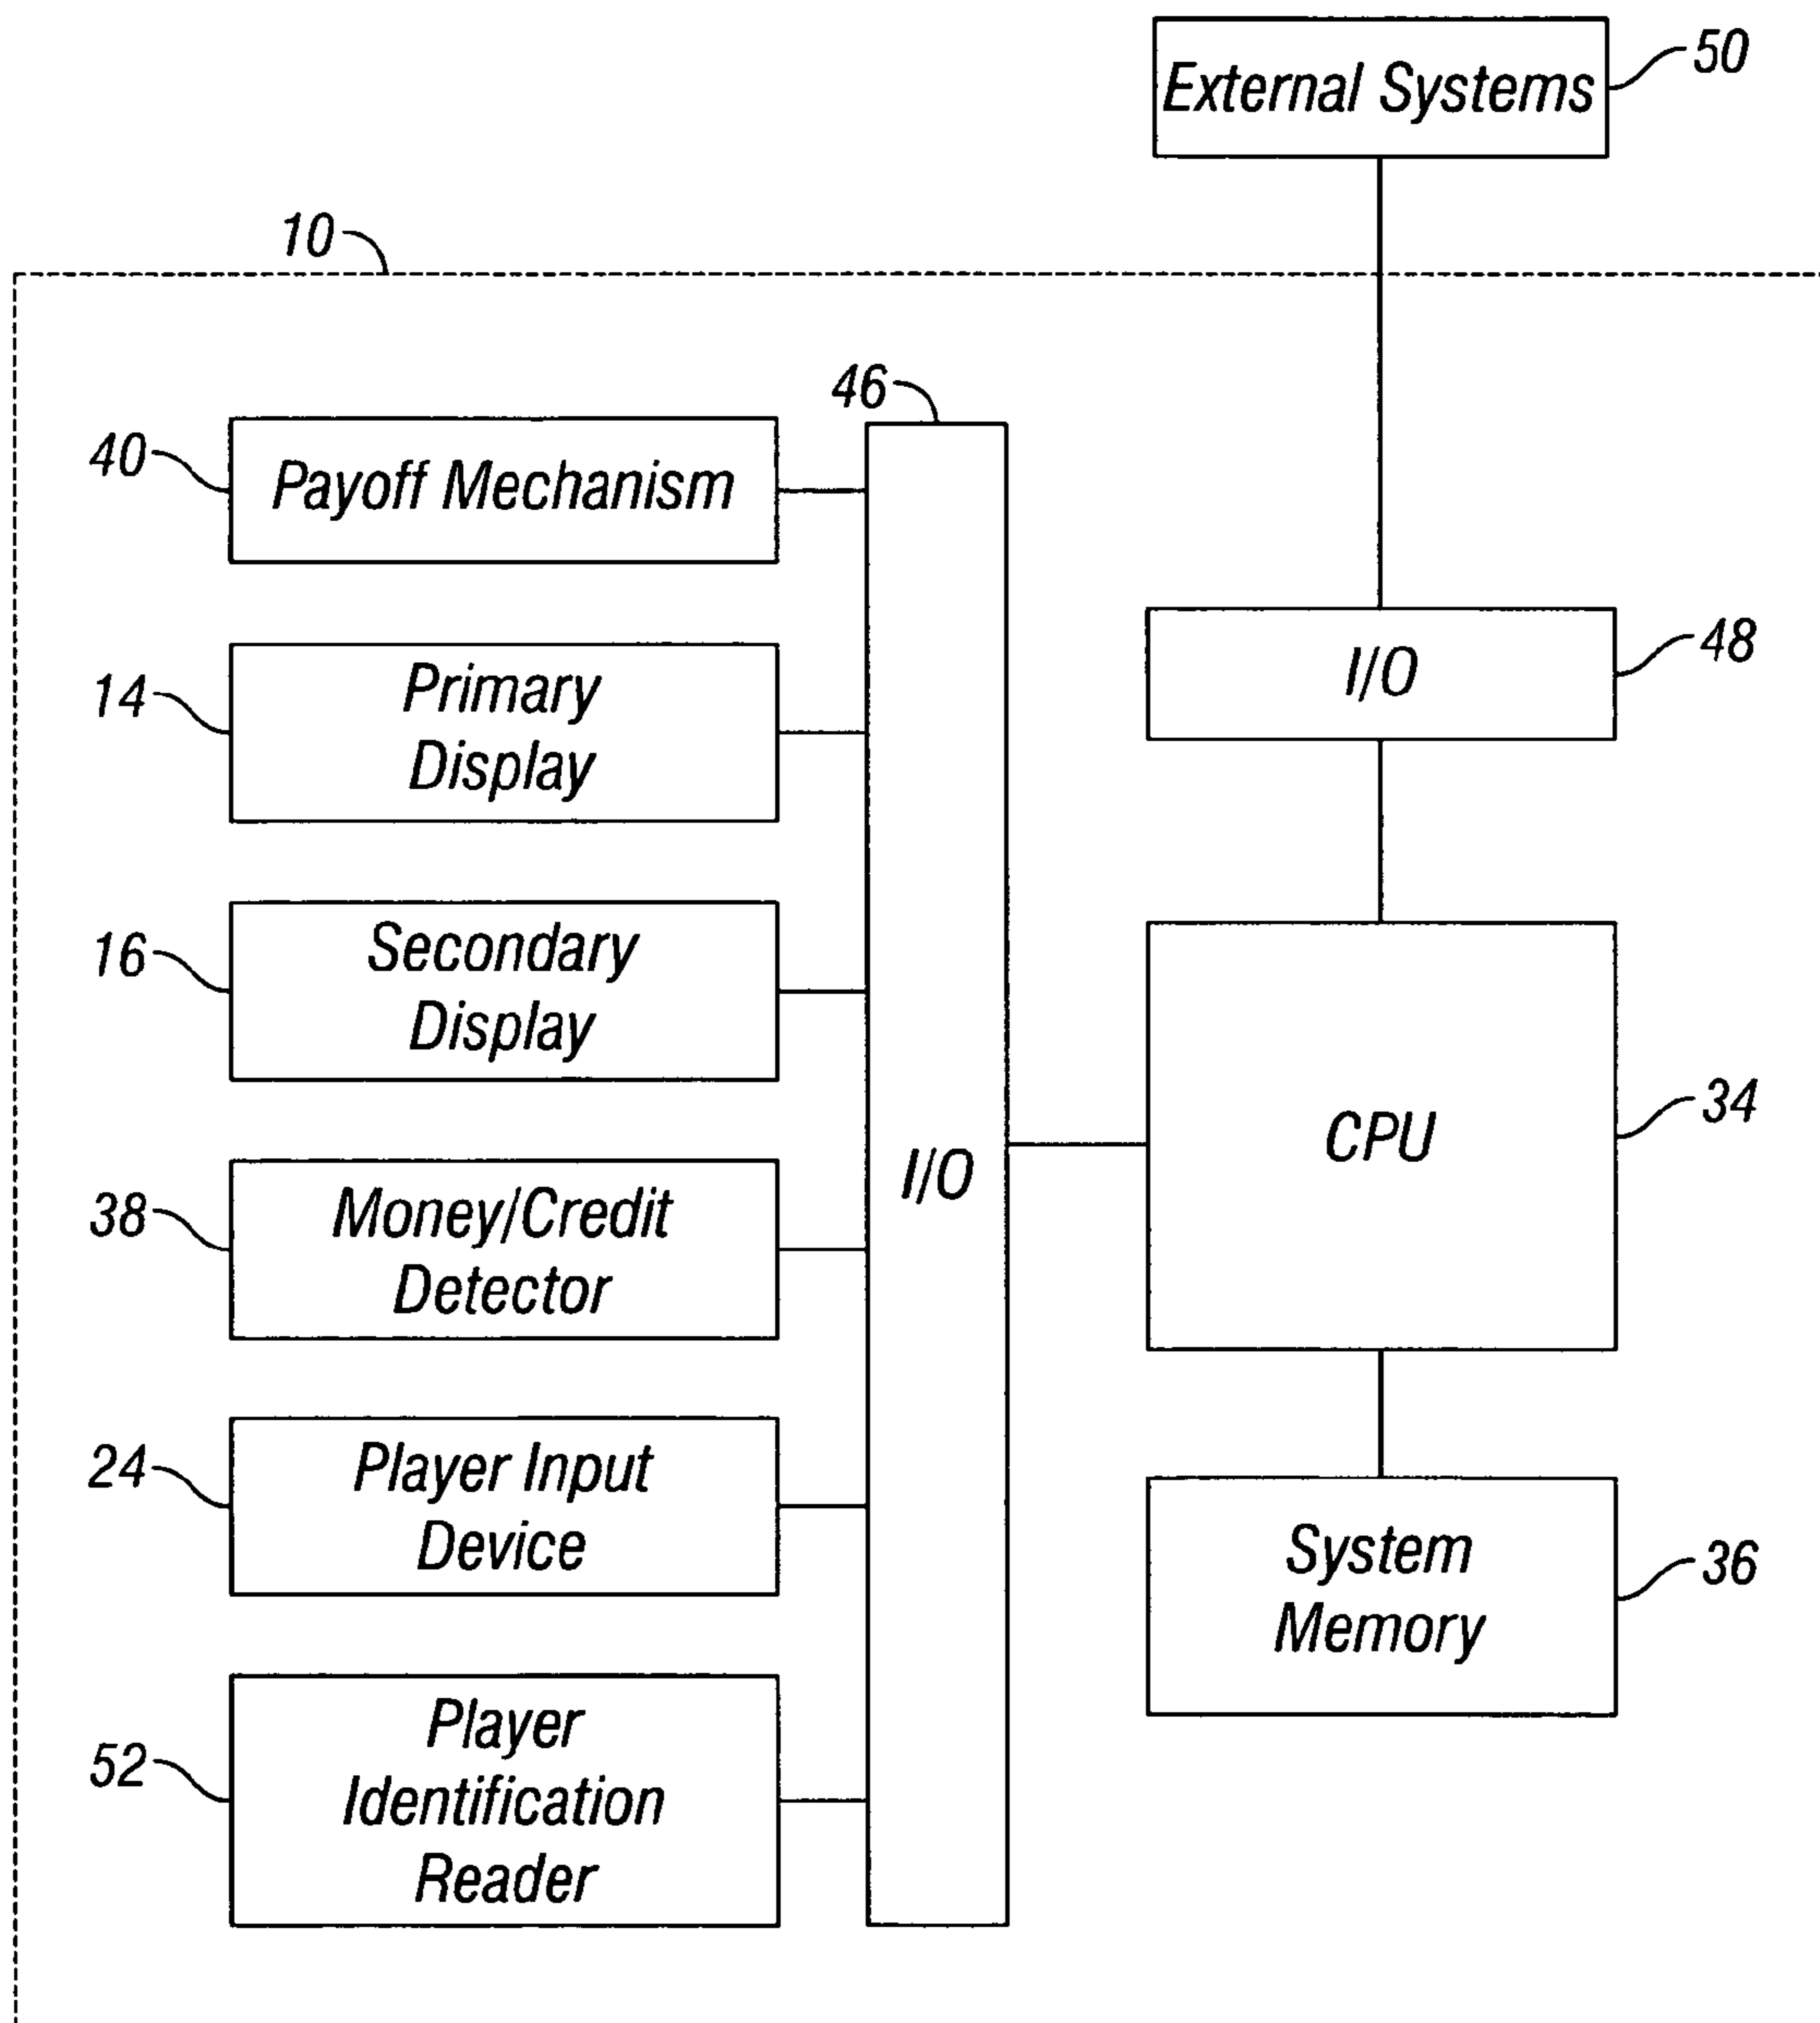 External Systems
50
10
46
40
Payoff Mechanism
14
Primary
Display
I/O
48
16
Secondary
Display
38
Money/Credit
Detector
I/O
CPU
34
24
Player Input
Device
System
Memory
36
52
Player
Identification
Reader